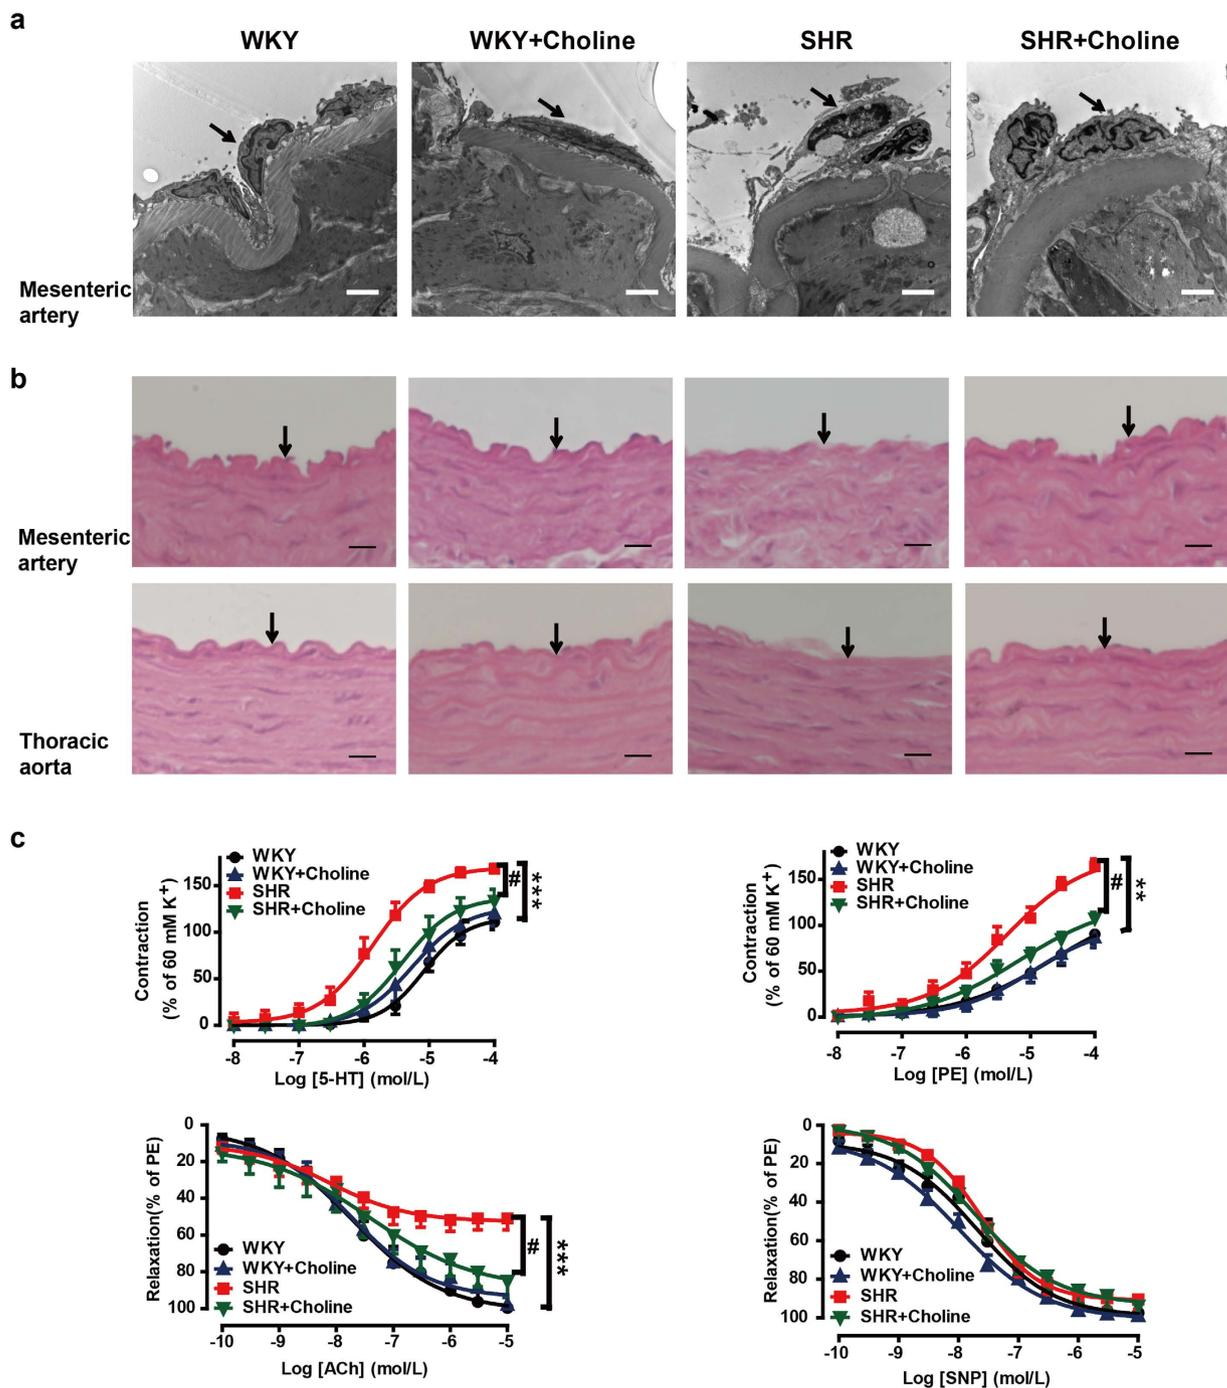 a
WKY
WKY+Choline
SHR
SHR+Choline
Mesenteric
artery
b
Mesenteric
artery
Thoracic
aorta
c
WKY
WKY+Choline
SHR
SHR+Choline
150
100
50
0
Contraction
(% of 60 mM K+)
#
***
-8
-7
-6
-5
-4
Log [5-HT] (mol/L)
WKY
WKY+Choline
SHR
SHR+Choline
150
100
50
0
Contraction
(% of 60 mM K+)
#
**
-8
-7
-6
-5
-4
Log [PE] (mol/L)
0
20
40
60
80
100
Relaxation(% of PE)
WKY
WKY+Choline
SHR
SHR+Choline
#
***
-10
-9
-8
-7
-6
-5
Log [ACh] (mol/L)
0
20
40
60
80
100
Relaxation(% of PE)
WKY
WKY+Choline
SHR
SHR+Choline
-10
-9
-8
-7
-6
-5
Log [SNP] (mol/L)